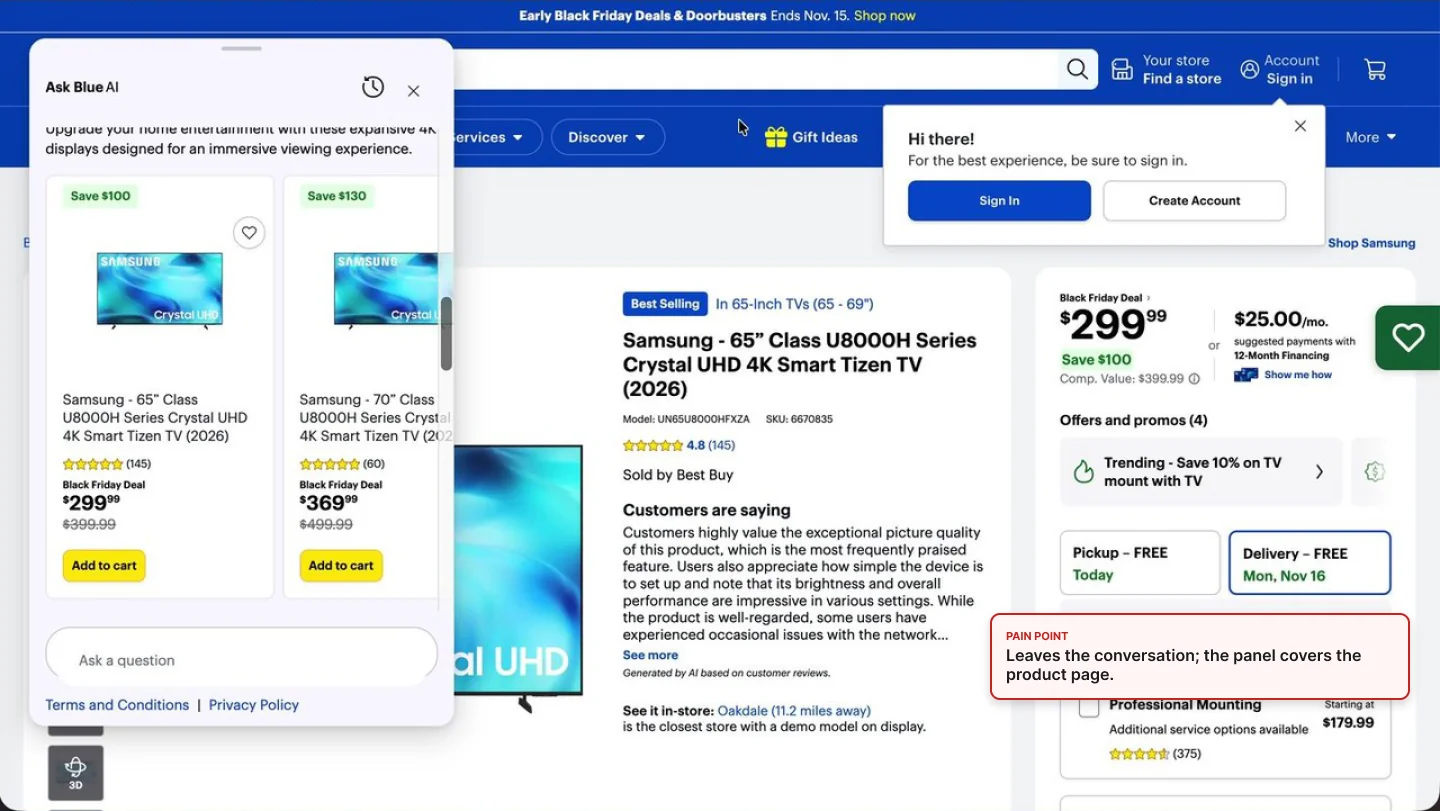 Early Black Friday Deals & Doorbusters Ends Nov. 15. Shop now
Your store
Find a store
Account
Sign in
Ask Blue AI
Upgrade your home entertainment with these expansive 4K
displays designed for an immersive viewing experience.
Discover
Gift Ideas
More
Hi there!
For the best experience, be sure to sign in.
Sign In
Create Account
Shop Samsung
Save $100
SAMSUNG
Crystal UHD
Samsung - 65” Class
U8000H Series Crystal UHD
4K Smart Tizen TV (2026)
(145)
Black Friday Deal
$299.99
$399.99
Add to cart
Save $130
SAMSUNG
Crystal
Samsung - 70” Class
U8000H Series Crystal
4K Smart Tizen TV (202
(60)
Black Friday Deal
$369.99
$499.99
Add to cart
Ask a question
Terms and Conditions | Privacy Policy
3D
al UHD
Best Selling In 65-Inch TVs (65 - 69")
Samsung - 65” Class U8000H Series
Crystal UHD 4K Smart Tizen TV
(2026)
Model: UN65U8000HFXZA SKU: 6670835
4.8 (145)
Sold by Best Buy
Customers are saying
Customers highly value the exceptional picture quality
of this product, which is the most frequently praised
feature. Users also appreciate how simple the device is
to set up and note that its brightness and overall
performance are impressive in various settings. While
the product is well-regarded, some users have
experienced occasional issues with the network...
See more
Generated by AI based on customer reviews.
See it in-store: Oakdale (11.2 miles away)
is the closest store with a demo model on display.
Black Friday Deal
$299.99
Save $100
Comp. Value: $399.99
or
$25.00/mo.
suggested payments with
12-Month Financing
Show me how
Offers and promos (4)
Trending - Save 10% on TV
mount with TV
Pickup – FREE
Today
Delivery – FREE
Mon, Nov 16
PAIN POINT
Leaves the conversation; the panel covers the
product page.
Professional Mounting
Additional service options available
(375)
Starting at
$179.99